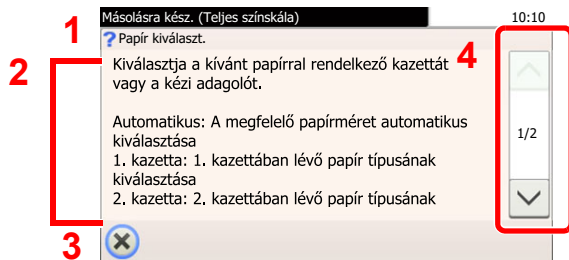 Másolásra kész. (Teljes színskála)
10:10
1
? Papír kiválaszt.
2
4
Kiválasztja a kívánt papírral rendelkező kazettát
vagy a kézi adagolót.
Automatikus: A megfelelő papírméret automatikus
kiválasztása
1/2
1. kazetta: 1. kazettában lévő papír típusának
kiválasztása
2. kazetta: 2. kazettában lévő papír típusának
3